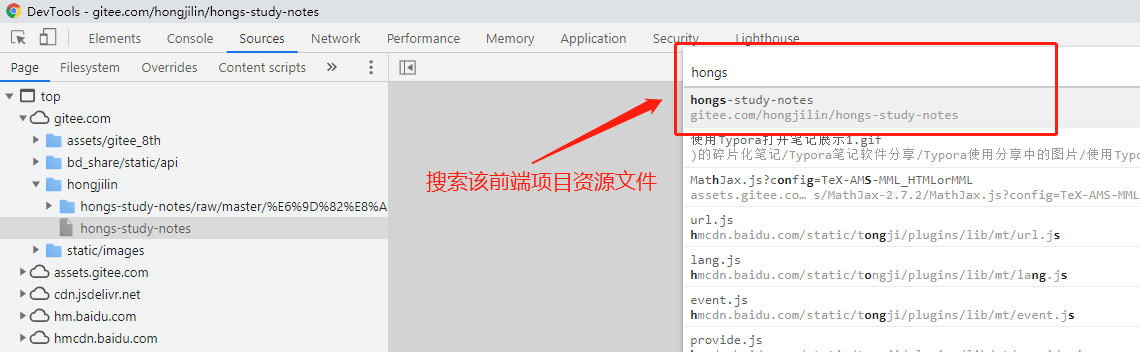 DevTools - gitee.com/hongjilin/hongs-study-notes
Elements Console Sources Network Performance Memory Application Security Lighthouse
Page Filesystem Overrides Content scripts »
hongs
top
gitee.com
assets/gitee_8th
bd_share/static/api
hongjilin
hongs-study-notes/raw/master/%E6%9D%82%E8%A
hongs-study-notes
static/images
assets.gitee.com
cdn.jsdelivr.net
hm.baidu.com
hmcdn.baidu.com
搜索该前端项目资源文件
hongs-study-notes
gitee.com/hongjilin/hongs-study-notes
使用Typora打开笔记展示1.gif
)的碎片化笔记/Typora笔记软件分享/Typora使用分享中的图片/使用Typo
MathJax.js?config=TeX-AMS-MML_HTMLorMML
assets.gitee.co… s/MathJax-2.7.2/MathJax.js?config=TeX-AMS-MML
url.js
hmcdn.baidu.com/static/tongji/plugins/lib/mt/url.js
lang.js
hmcdn.baidu.com/static/tongji/plugins/lib/mt/lang.js
event.js
hmcdn.baidu.com/static/tongji/plugins/lib/mt/event.js
provide.js